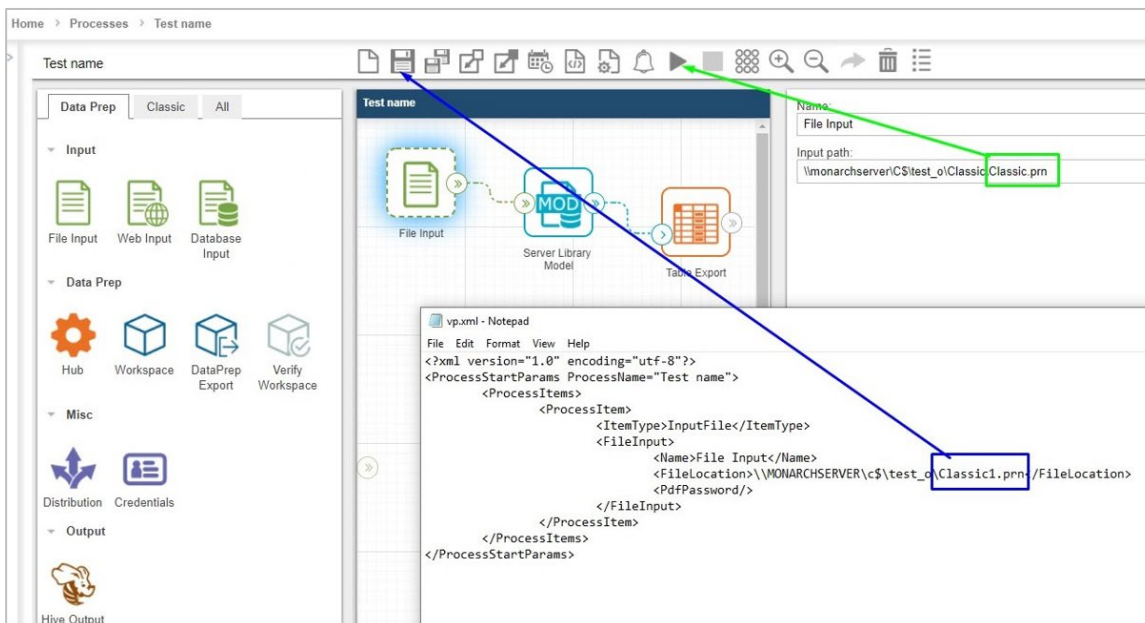 Home > Processes > Test name
Test name
Data Prep Classic All
Input
File Input Web Input Database Input
Data Prep
Hub Workspace DataPrep Export Verify Workspace
Misc
Distribution Credentials
Output
Hive Output
Test name
File Input
MOD
Server Library Model
Table Export
Name:
File Input
Input path:
\\monarchserver\C$\test_o\Classic\Classic.prn
vp.xml - Notepad
File Edit Format View Help
<?xml version="1.0" encoding="utf-8"?>
<ProcessStartParams ProcessName="Test name">
<ProcessItems>
<ProcessItem>
<ItemType>InputFile</ItemType>
<FileInput>
<Name>File Input</Name>
<FileLocation>\\MONARCHSERVER\c$\test_o\Classic1.prn</FileLocation>
<PdfPassword/>
</FileInput>
</ProcessItem>
</ProcessItems>
</ProcessStartParams>